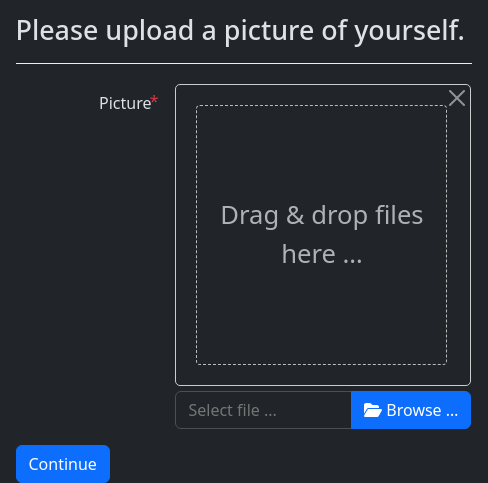 Please upload a picture of yourself.
Picture*
Drag & drop files
here ...
Select file ...
Browse ...
Continue